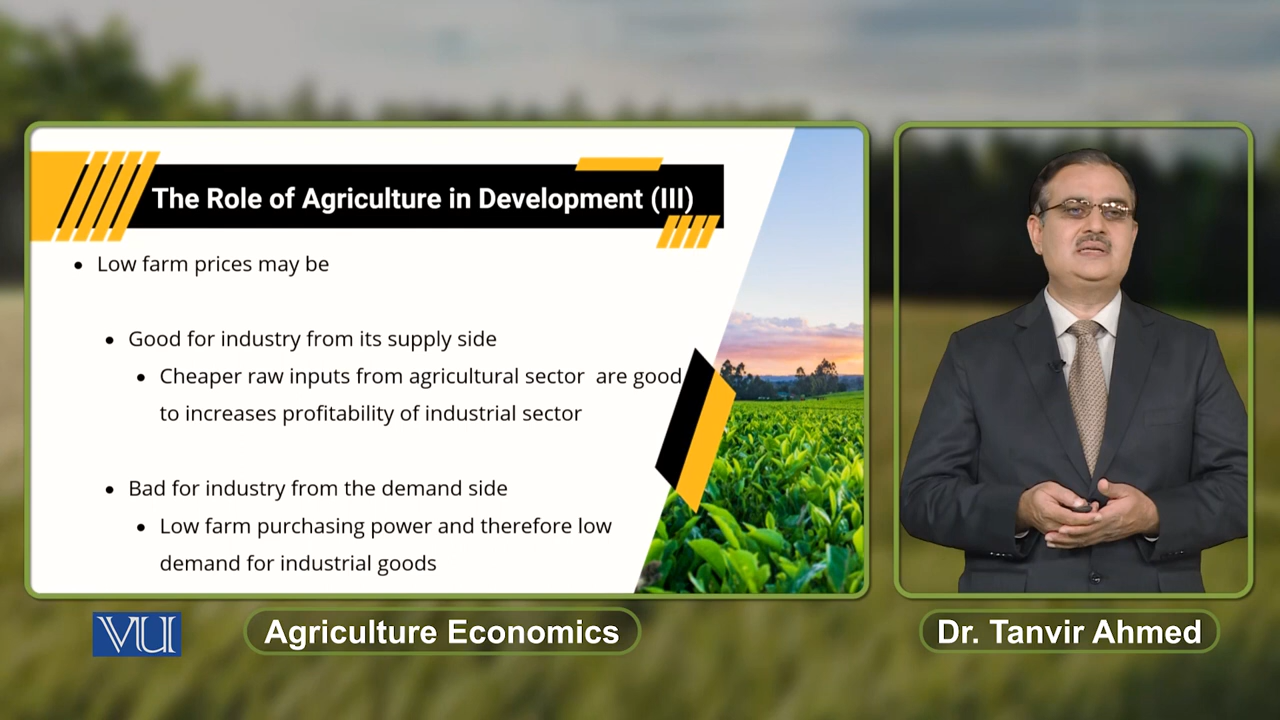 The Role of Agriculture in Development (III)
• Low farm prices may be
• Good for industry from its supply side
• Cheaper raw inputs from agricultural sector are good
to increases profitability of industrial sector
• Bad for industry from the demand side
• Low farm purchasing power and therefore low
demand for industrial goods
VU
Agriculture Economics
Dr. Tanvir Ahmed